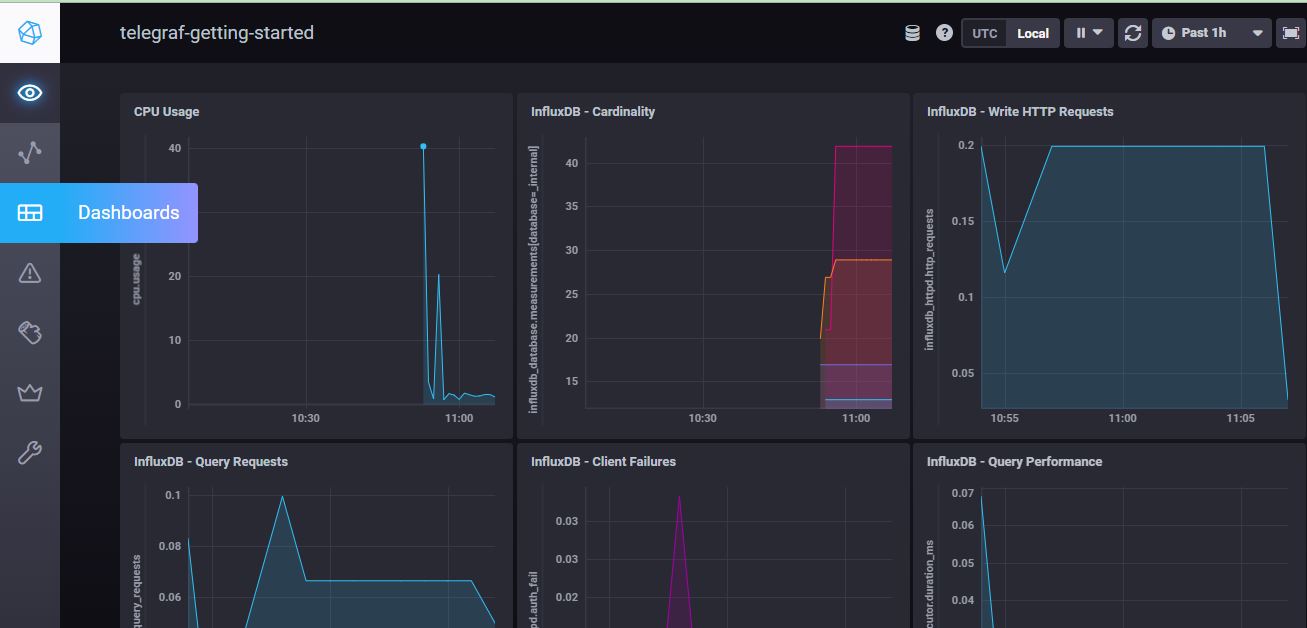 telegraf-getting-started
UTC Local
Past 1h
Dashboards
CPU Usage
40
20
10
0
cpu.usage
10:30 11:00
InfluxDB - Cardinality
40
35
30
25
20
15
influxdb_database.measurements[database=_internal]
10:30 11:00
InfluxDB - Write HTTP Requests
0.2
0.15
0.1
0.05
influxdb_httpd.http_requests
10:55 11:00 11:05
InfluxDB - Query Requests
0.1
0.08
0.06
query_requests
InfluxDB - Client Failures
0.03
0.03
0.02
pd.auth_fail
InfluxDB - Query Performance
0.07
0.06
0.05
0.04
cutor.duration_ms